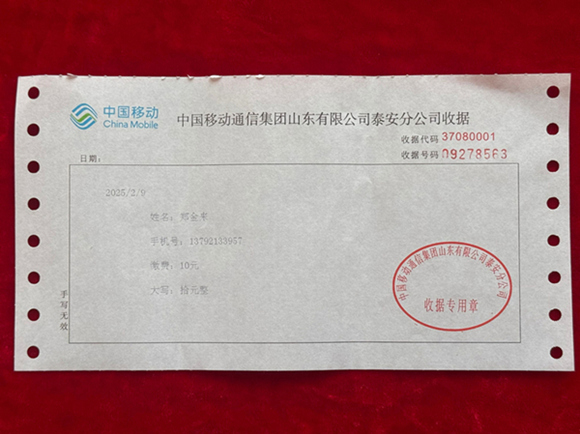 中国移动
China Mobile
中国移动通信集团山东有限公司泰安分公司收据
收据代码 37080001
收据号码 09278563
日期：
2025/2/9
姓名：郑金来
手机号：13792133957
缴费：10元
大写：拾元整
手写无效
中国移动通信集团山东有限公司泰安分公司
收据专用章